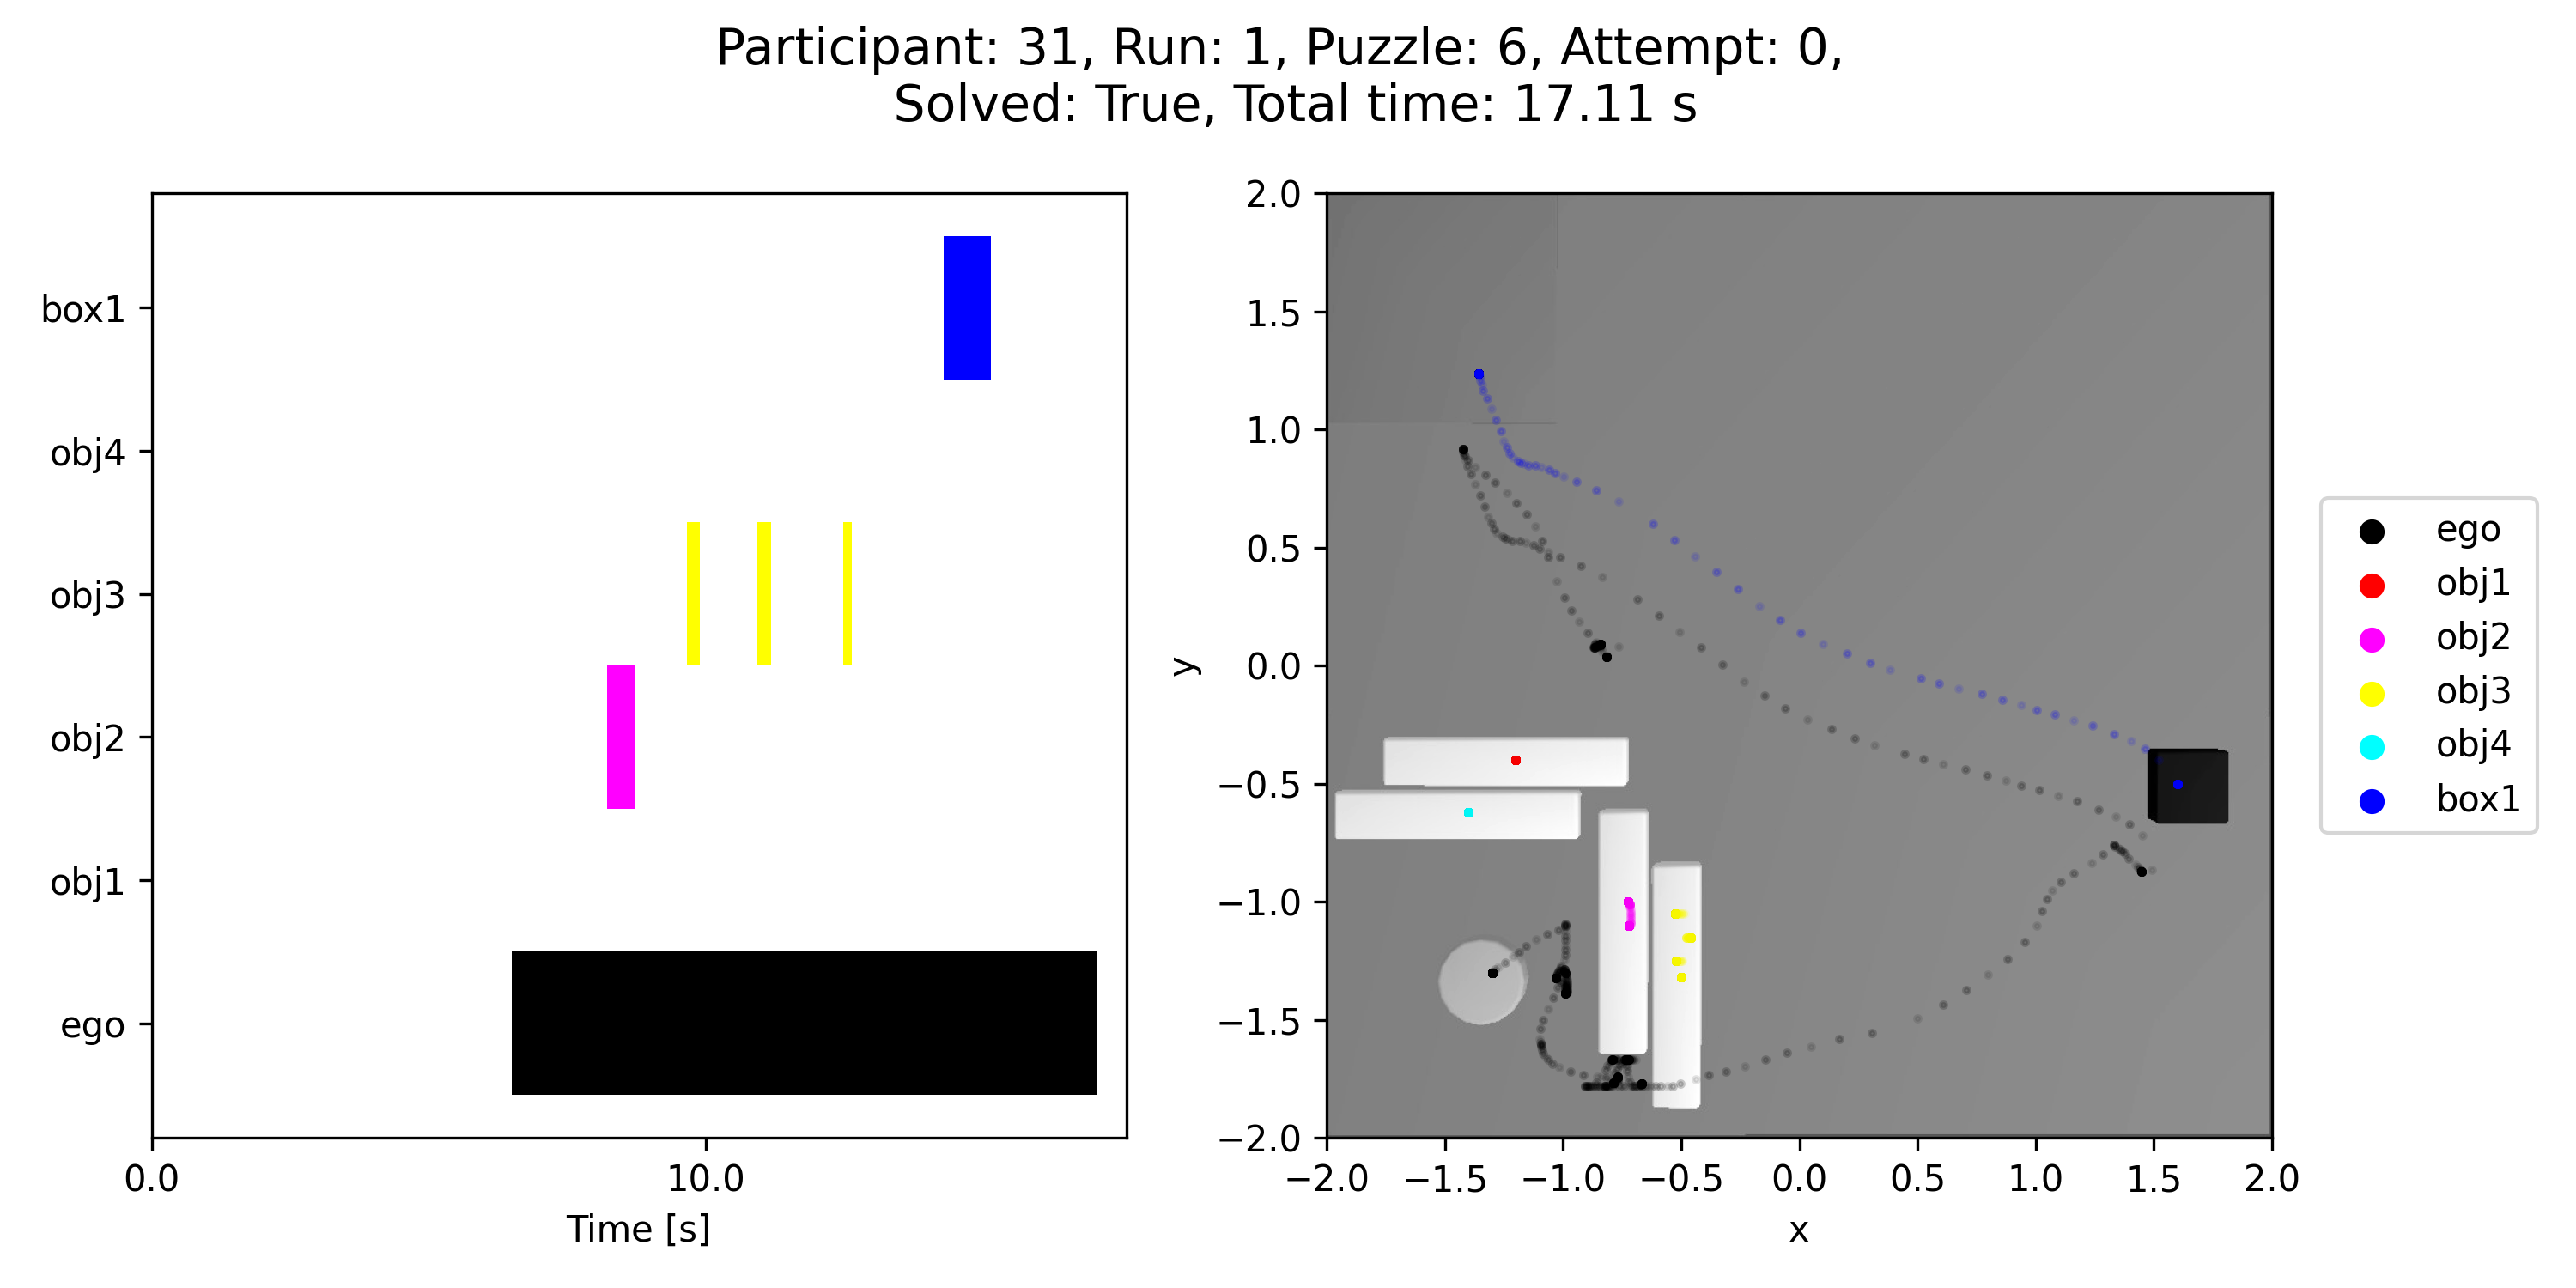 Participant: 31, Run: 1, Puzzle: 6, Attempt: 0,
Solved: True, Total time: 17.11 s
box1
obj4
obj3
obj2
obj1
ego
0.0
10.0
Time [s]
2.0
1.5
1.0
0.5
0.0
−0.5
−1.0
−1.5
−2.0
y
−2.0
−1.5
−1.0
−0.5
0.0
0.5
1.0
1.5
2.0
x
ego
obj1
obj2
obj3
obj4
box1